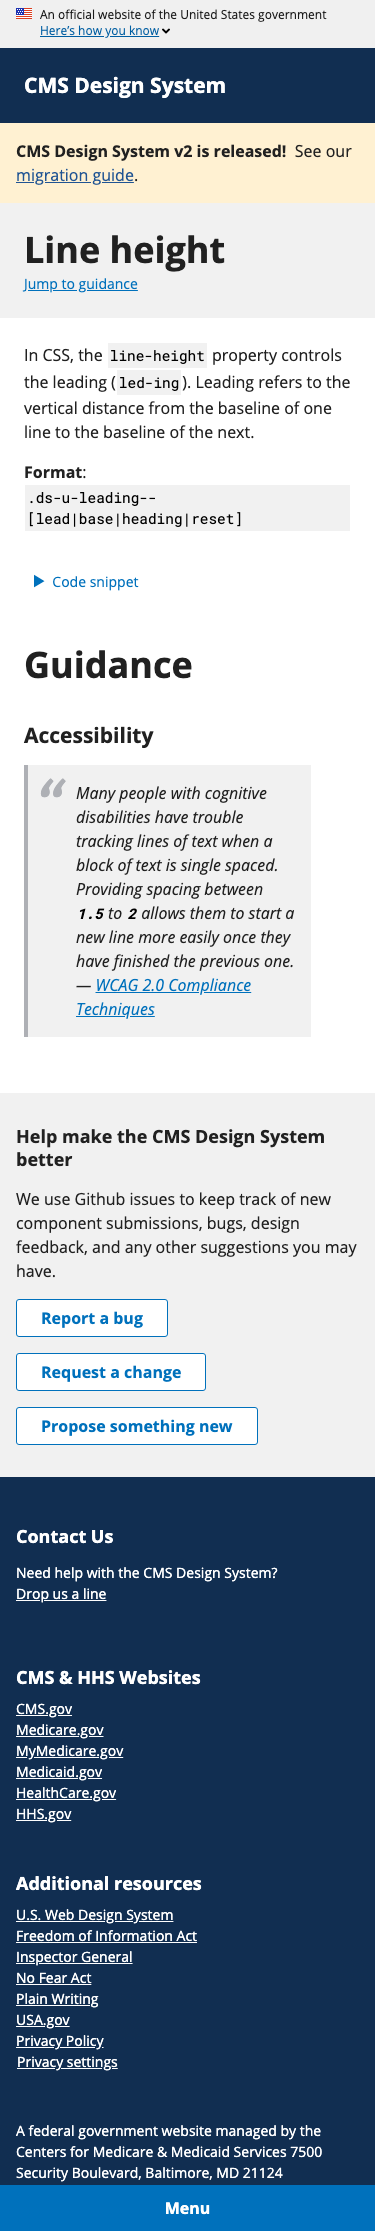 An official website of the United States government
Here's how you know
CMS Design System
CMS Design System v2 is released! See our
migration guide.
Line height
Jump to guidance
In CSS, the line-height property controls
the leading (led-ing). Leading refers to the
vertical distance from the baseline of one
line to the baseline of the next.
Format:
.ds-u-leading--
[lead|base|heading|reset]
Code snippet
Guidance
Accessibility
“ Many people with cognitive
disabilities have trouble
tracking lines of text when a
block of text is single spaced.
Providing spacing between
1.5 to 2 allows them to start a
new line more easily once they
have finished the previous one.
— WCAG 2.0 Compliance
Techniques
Help make the CMS Design System
better
We use Github issues to keep track of new
component submissions, bugs, design
feedback, and any other suggestions you may
have.
Report a bug
Request a change
Propose something new
Contact Us
Need help with the CMS Design System?
Drop us a line
CMS & HHS Websites
CMS.gov
Medicare.gov
MyMedicare.gov
Medicaid.gov
HealthCare.gov
HHS.gov
Additional resources
U.S. Web Design System
Freedom of Information Act
Inspector General
No Fear Act
Plain Writing
USA.gov
Privacy Policy
Privacy settings
A federal government website managed by the
Centers for Medicare & Medicaid Services 7500
Security Boulevard, Baltimore, MD 21124
Menu